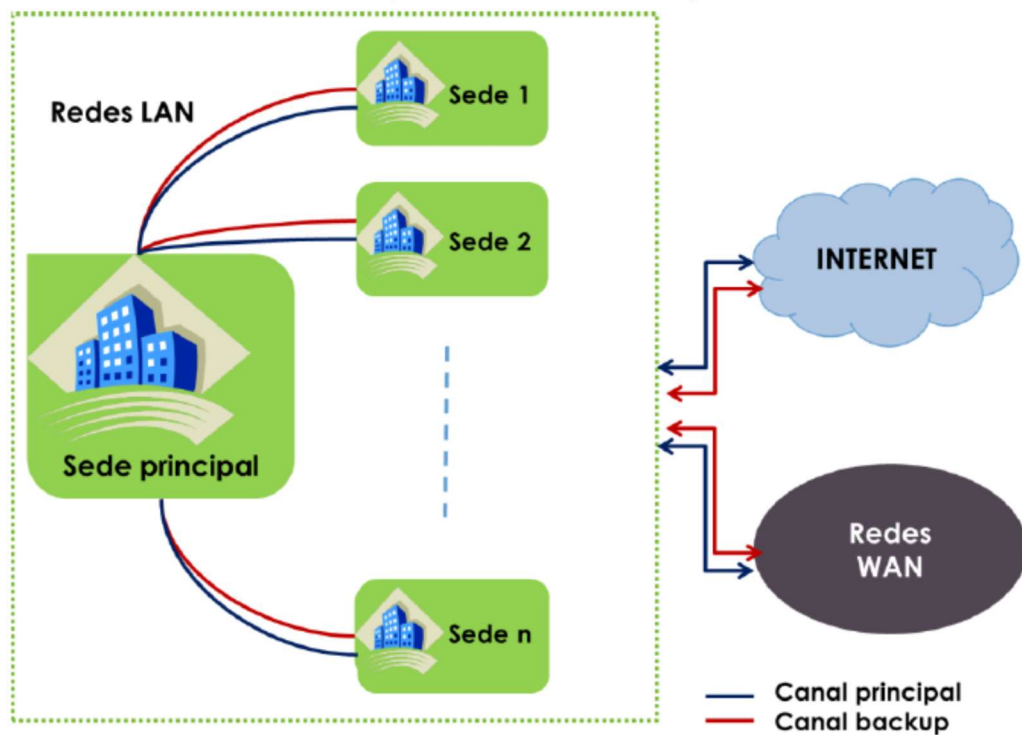 Redes LAN
Sede 1
Sede 2
Sede principal
Sede n
INTERNET
Redes
WAN
Canal principal
Canal backup